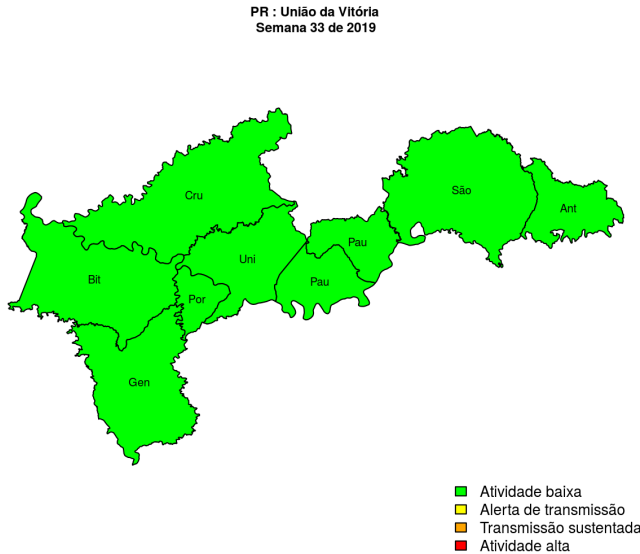 PR : União da Vitória
Semana 33 de 2019
Cru
São
Ant
Pau
Uni
Bit
Pau
Por
Gen
Atividade baixa
Alerta de transmissão
Transmissão sustentada
Atividade alta